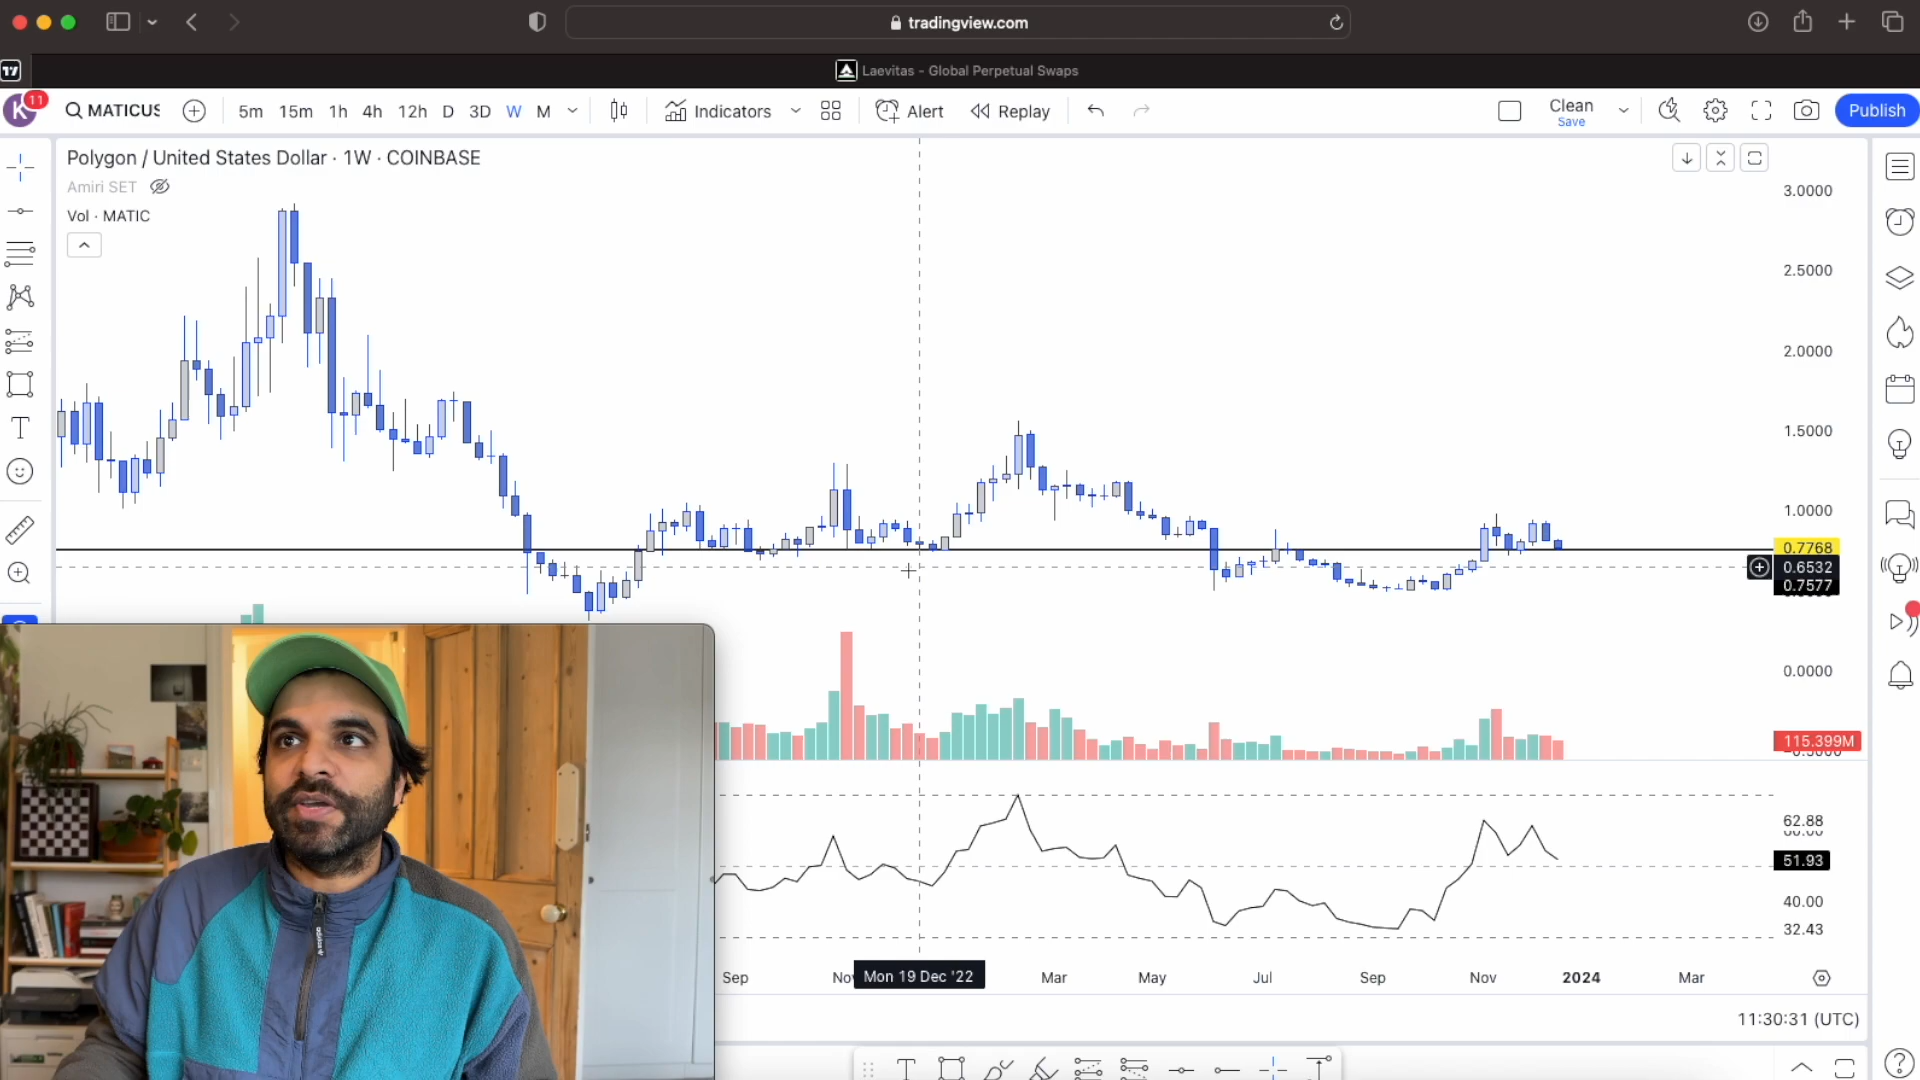 tradingview.com
Laevitas - Global Perpetual Swaps
K 11 MATICUS 5m 15m 1h 4h 12h D 3D W M Indicators Alert Replay Clean Save Publish
Polygon / United States Dollar · 1W · COINBASE
Amiri SET
Vol · MATIC
3.0000
2.5000
2.0000
1.5000
1.0000
0.7768
0.6532
0.7577
0.0000
115.399M
62.88
51.93
40.00
32.43
Sep Nov Mon 19 Dec '22 Mar May Jul Sep Nov 2024 Mar
11:30:31 (UTC)